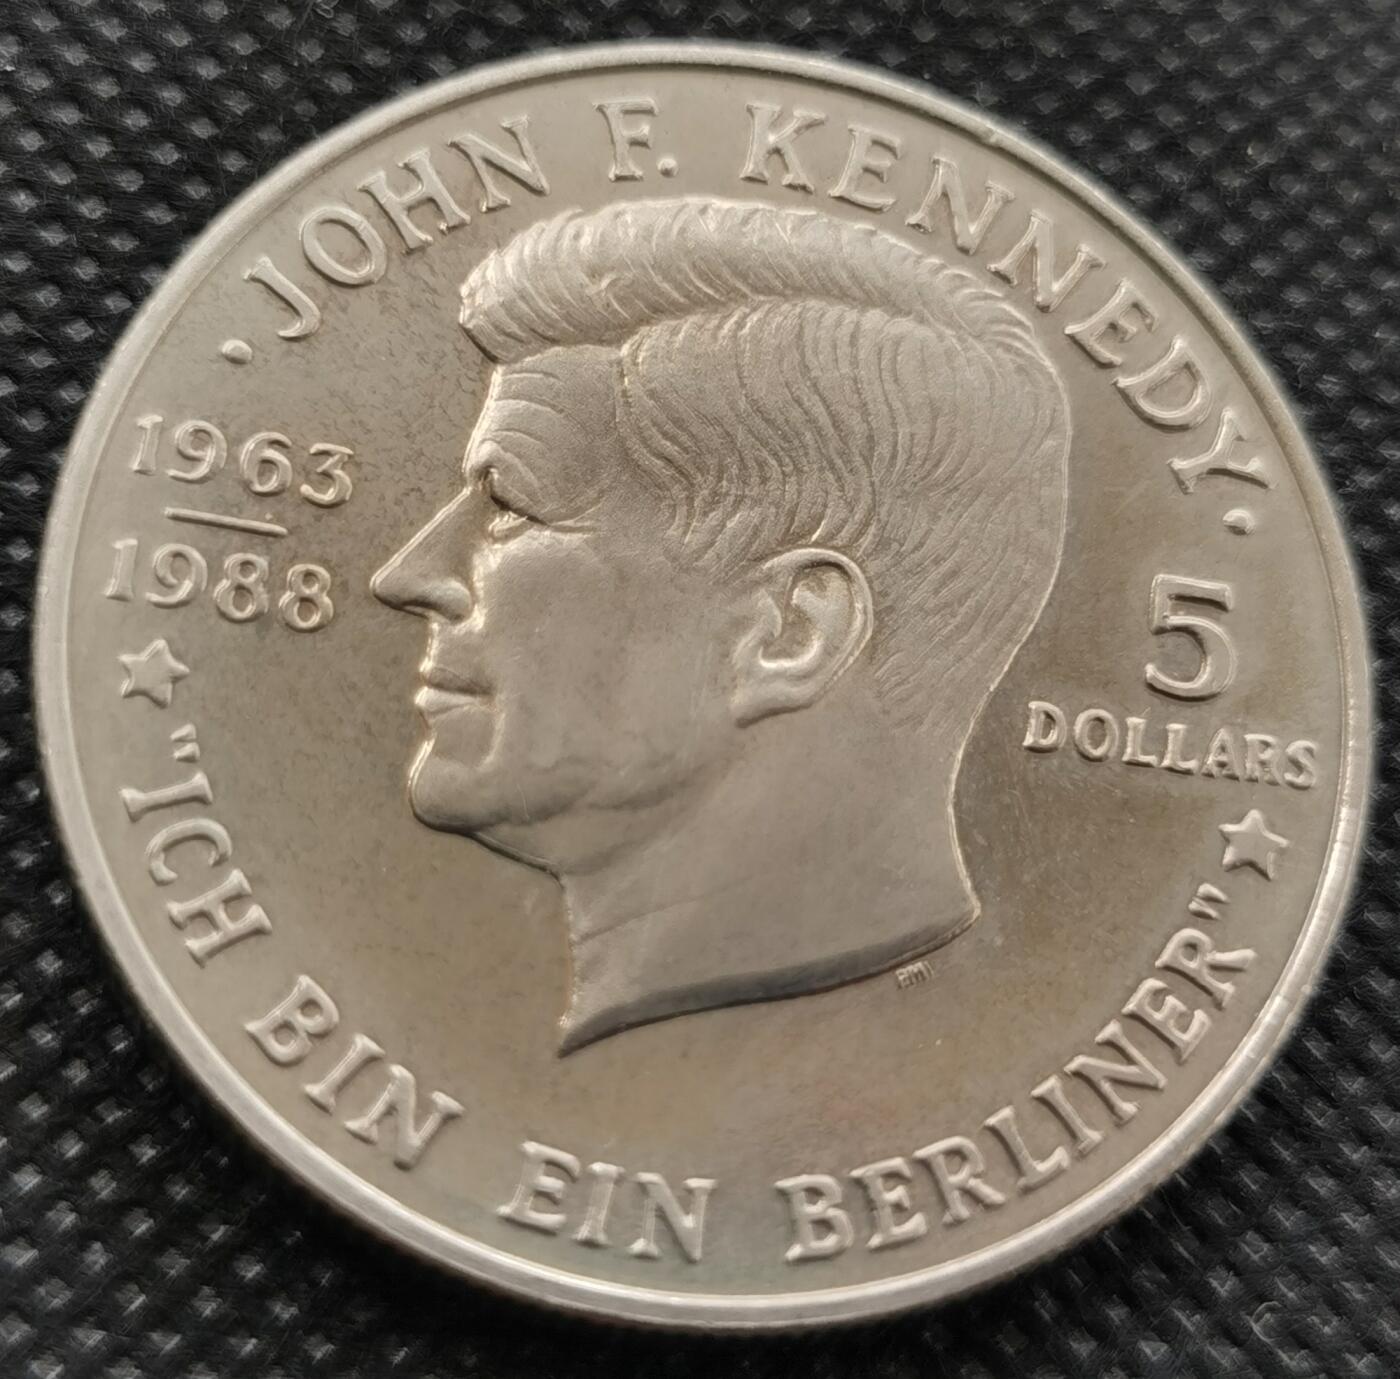 · JOHN F. KENNEDY ·
1963
1988
5
DOLLARS
"ICH BIN EIN BERLINER"